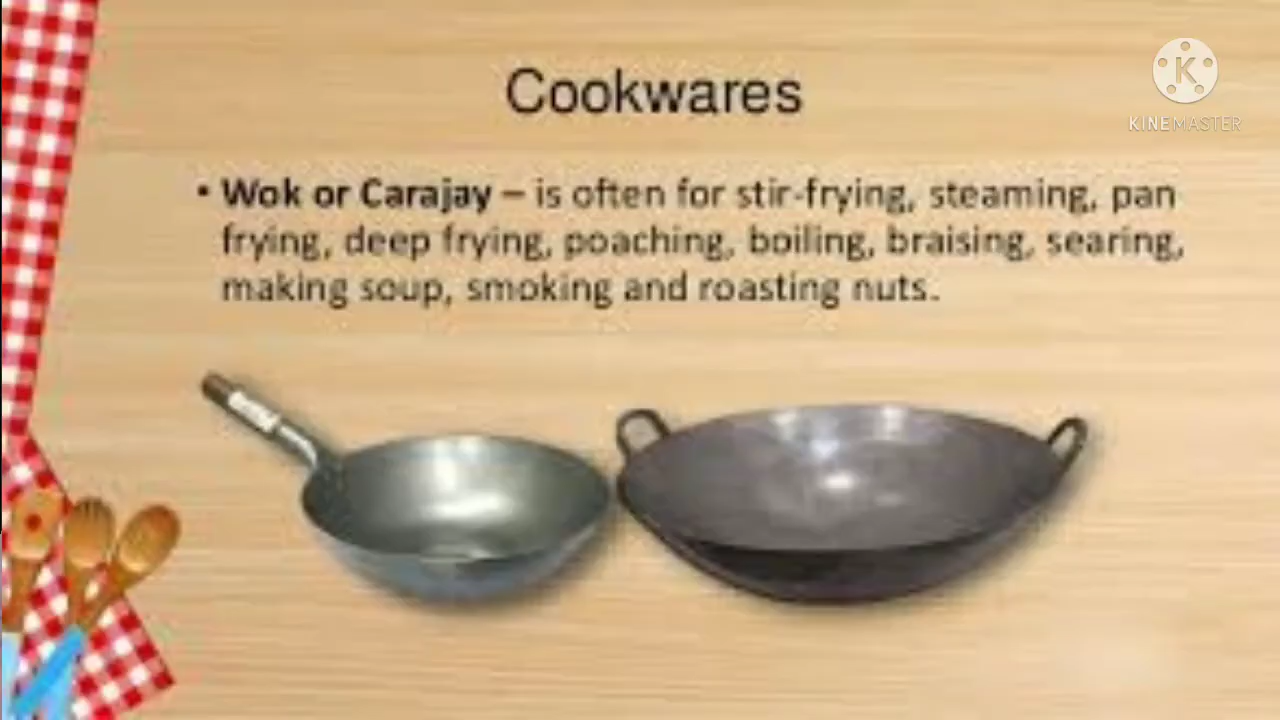 Cookwares
K
KINEMASTER
• Wok or Carajay – is often for stir-frying, steaming, pan
frying, deep frying, poaching, boiling, braising, searing,
making soup, smoking and roasting nuts.